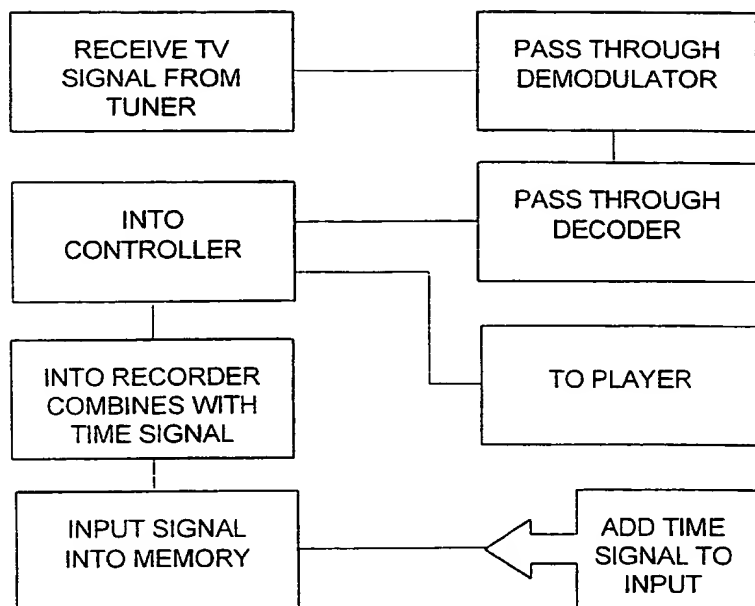 RECEIVE TV
SIGNAL FROM
TUNER
PASS THROUGH
DEMODULATOR
PASS THROUGH
DECODER
INTO
CONTROLLER
TO PLAYER
INTO RECORDER
COMBINES WITH
TIME SIGNAL
INPUT SIGNAL
INTO MEMORY
ADD TIME
SIGNAL TO
INPUT